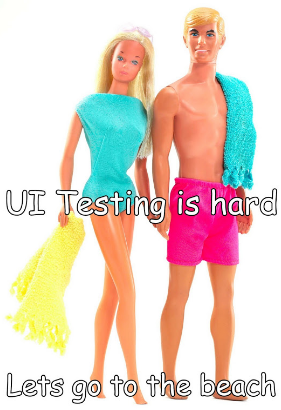 UI Testing is hard
Lets go to the beach